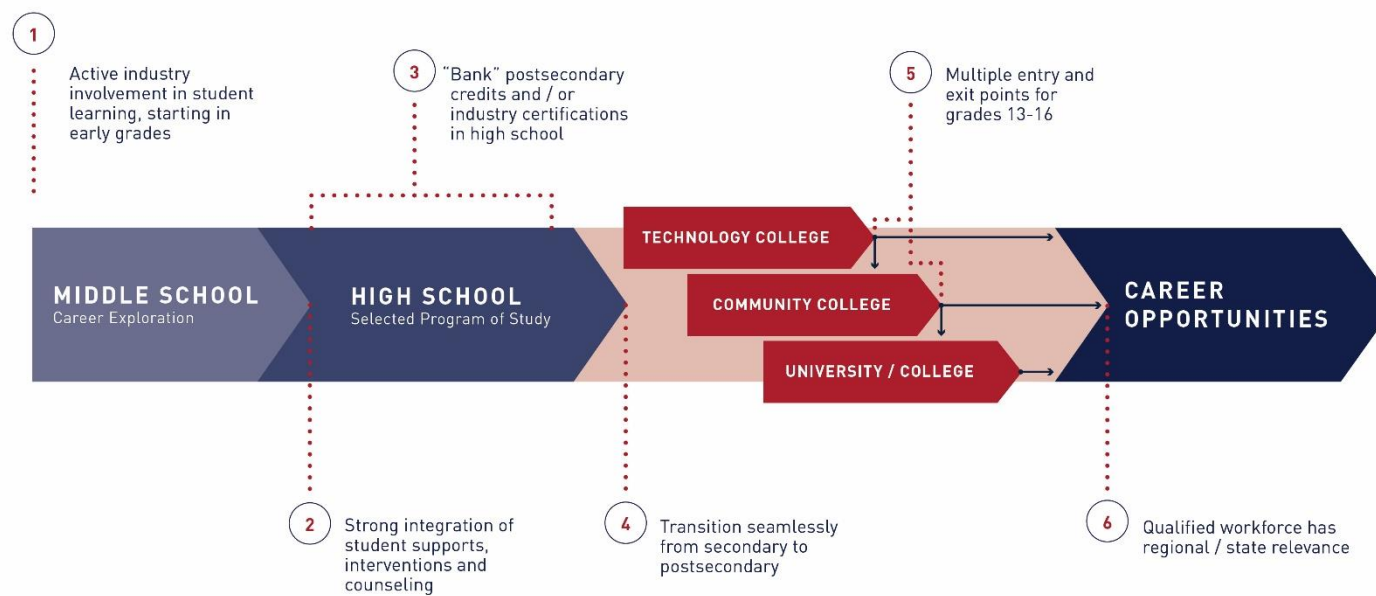 1
Active industry
involvement in student
learning, starting in
early grades
3
"Bank" postsecondary
credits and / or
industry certifications
in high school
5
Multiple entry and
exit points for
grades 13-16
MIDDLE SCHOOL
Career Exploration
HIGH SCHOOL
Selected Program of Study
TECHNOLOGY COLLEGE
COMMUNITY COLLEGE
UNIVERSITY / COLLEGE
CAREER
OPPORTUNITIES
2
Strong integration of
student supports,
interventions and
counseling
4
Transition seamlessly
from secondary to
postsecondary
6
Qualified workforce has
regional / state relevance